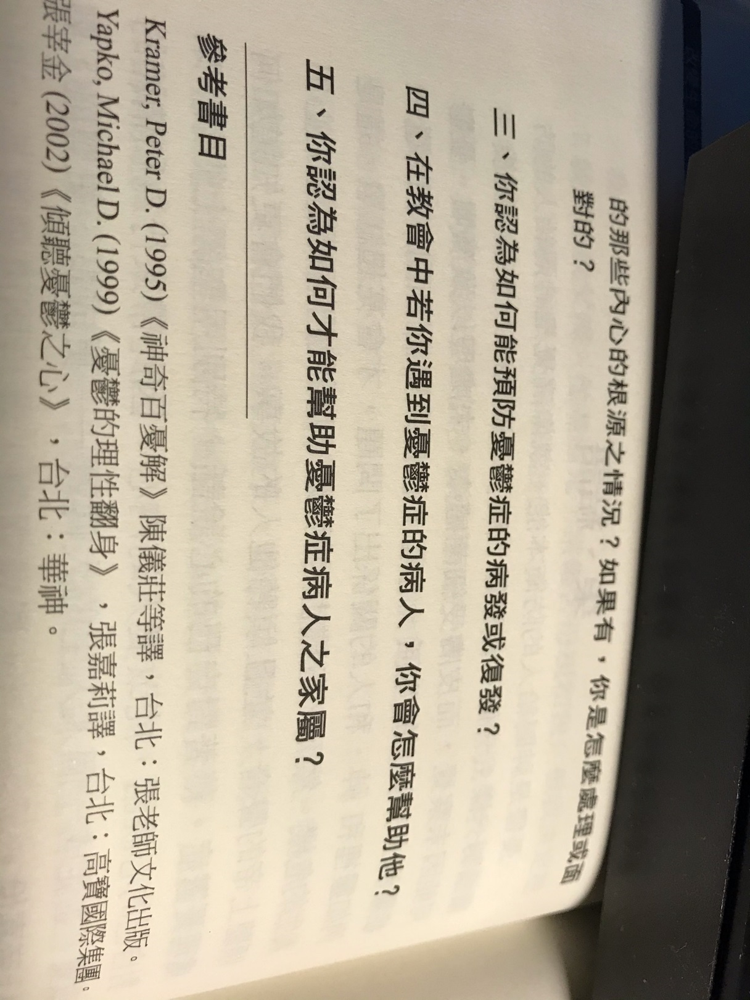 的那些內心的根源之情況？如果有，你是怎麼處理或面
對的？
三、你認為如何能預防憂鬱症的病發或復發？
四、在教會中若你遇到憂鬱症的病人，你會怎麼幫助他？
五、你認為如何才能幫助憂鬱症病人之家屬？
參考書目
Kramer, Peter D. (1995)《神奇百憂解》陳儀莊等譯，台北：張老師文化出版。
Yapko, Michael D. (1999)《憂鬱的理性翻身》，張嘉莉譯，台北：高寶國際集團。
張宰金 (2002)《傾聽憂鬱之心》，台北：華神。